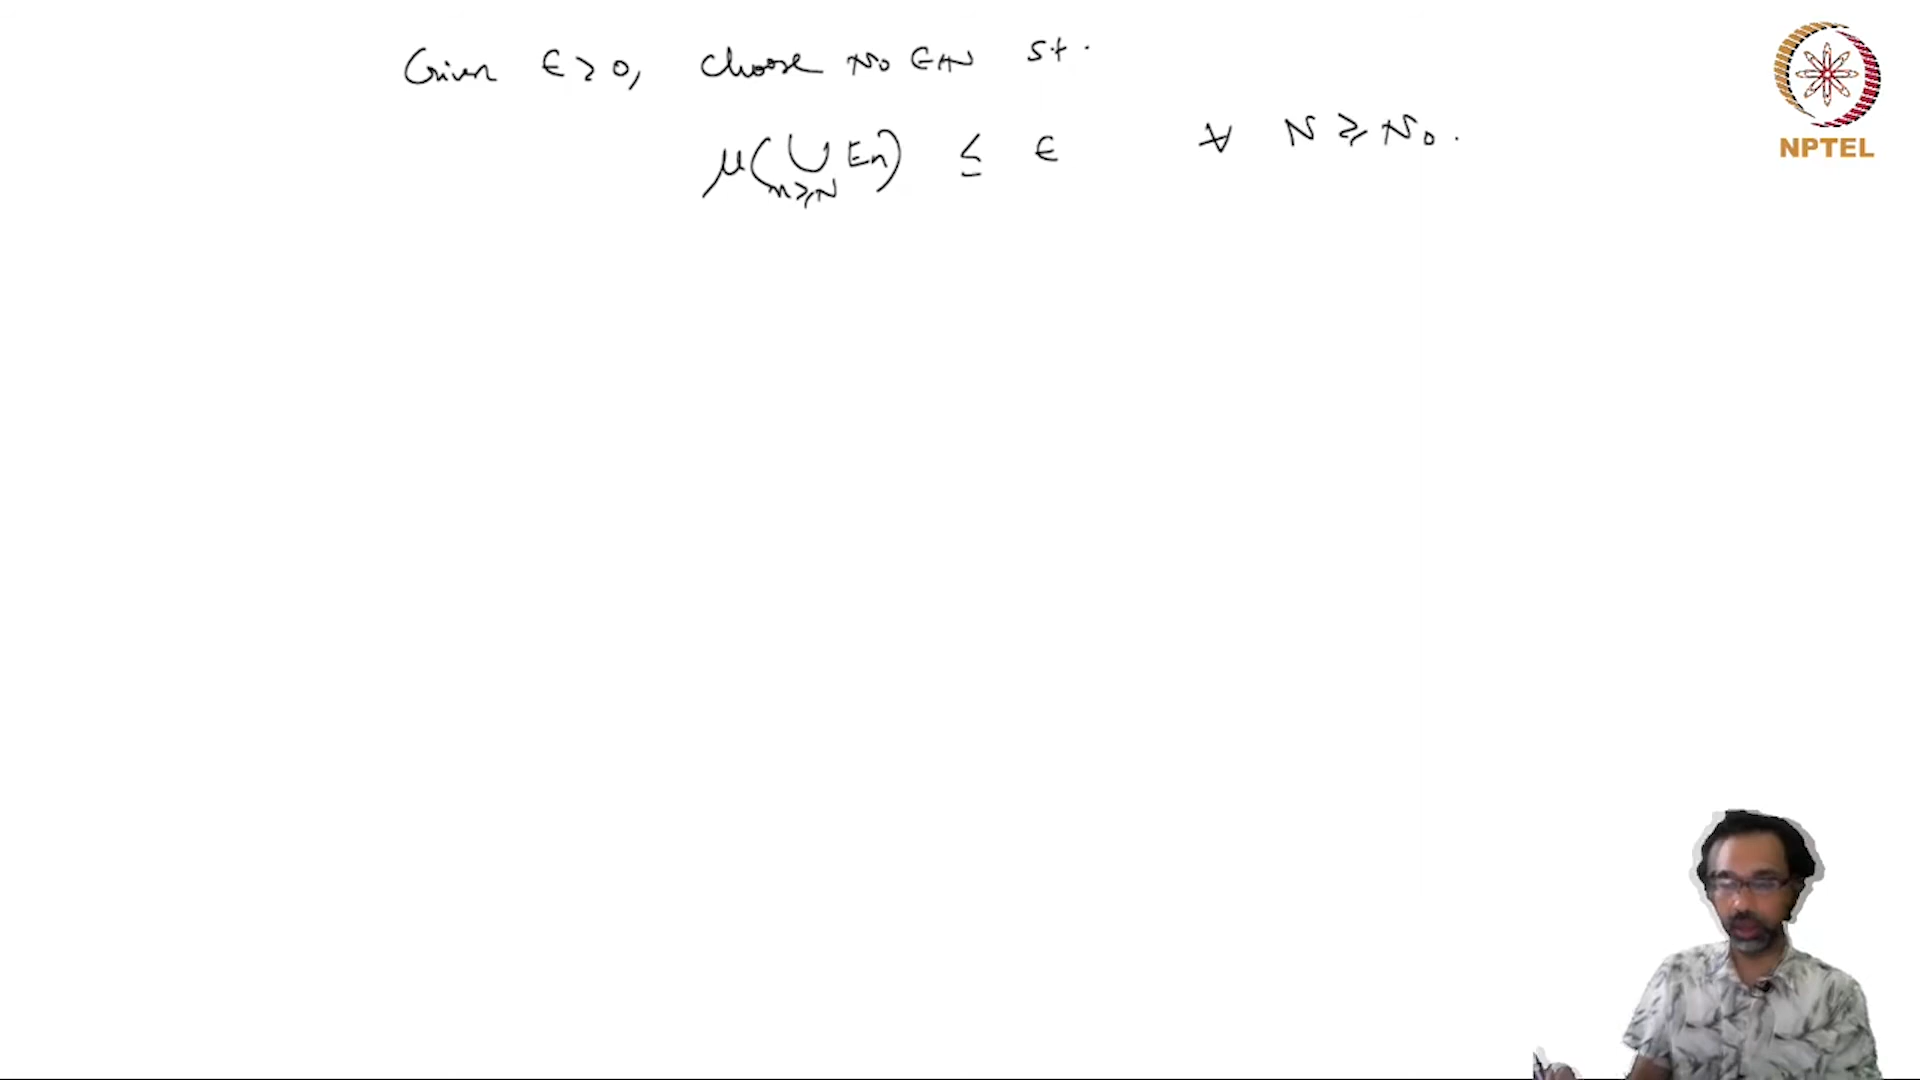 Given ε > 0, choose N₀ ∈ ℕ s.t.
μ(⋃_{n≥N} Eₙ) ≤ ε ∀ N ≥ N₀.
NPTEL